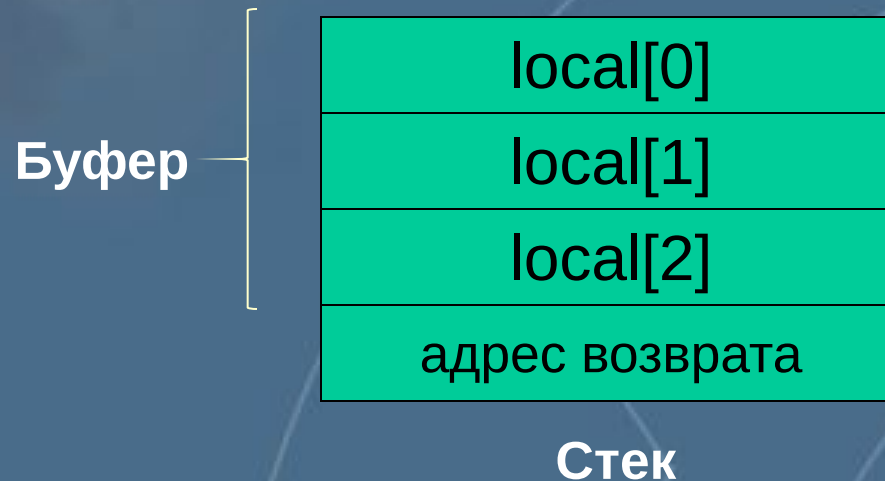 local[0]
Буфер
local[1]
local[2]
адрес возврата
Стек